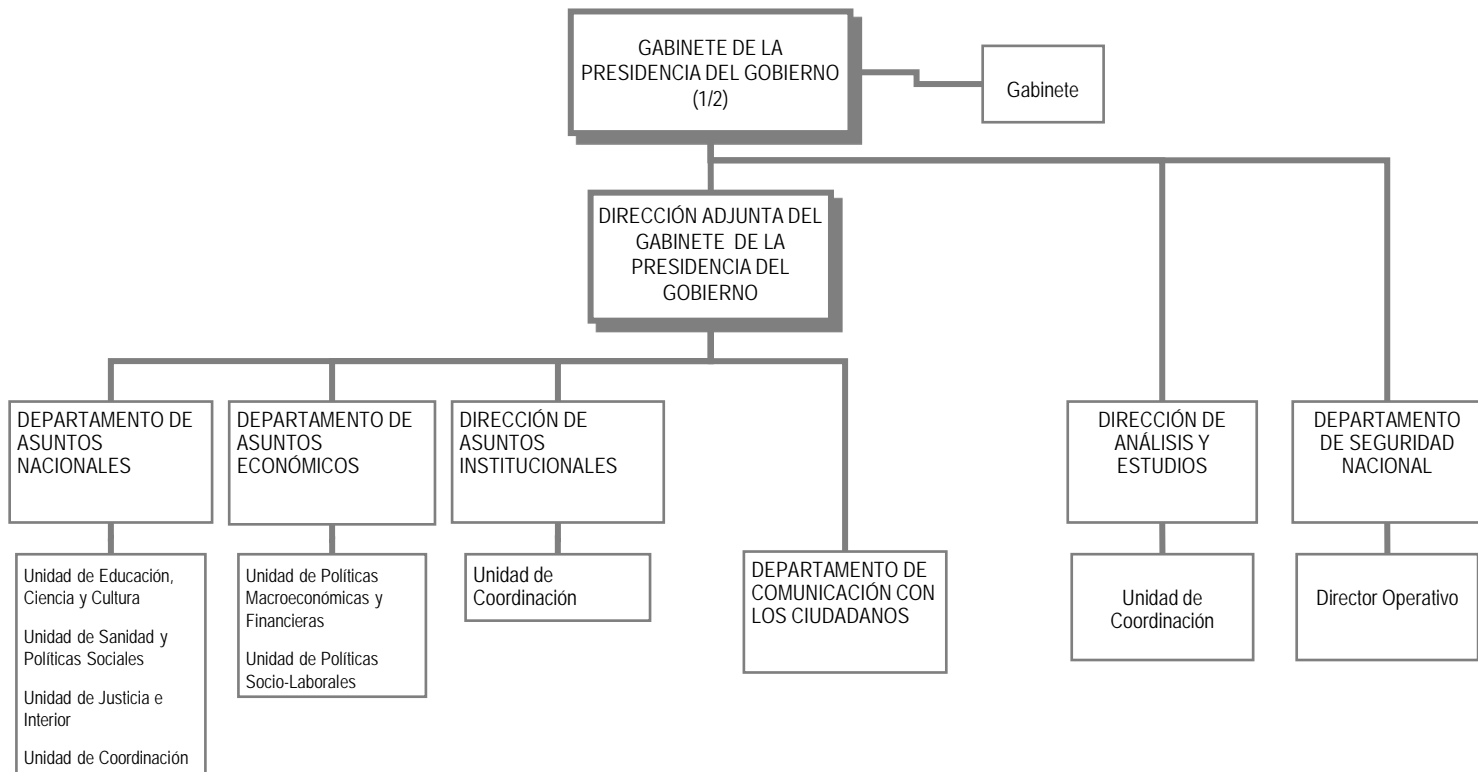 GABINETE DE LA
PRESIDENCIA DEL GOBIERNO
(1/2)
Gabinete
DIRECCIÓN ADJUNTA DEL
GABINETE DE LA
PRESIDENCIA DEL
GOBIERNO
DEPARTAMENTO DE
ASUNTOS
NACIONALES
DEPARTAMENTO DE
ASUNTOS
ECONÓMICOS
DIRECCIÓN DE
ASUNTOS
INSTITUCIONALES
DIRECCIÓN DE
ANÁLISIS Y
ESTUDIOS
DEPARTAMENTO
DE SEGURIDAD
NACIONAL
Unidad de Educación,
Ciencia y Cultura
Unidad de Sanidad y
Políticas Sociales
Unidad de Justicia e
Interior
Unidad de Coordinación
Unidad de Políticas
Macroeconómicas y
Financieras
Unidad de Políticas
Socio-Laborales
Unidad de
Coordinación
DEPARTAMENTO DE
COMUNICACIÓN CON
LOS CIUDADANOS
Unidad de
Coordinación
Director Operativo